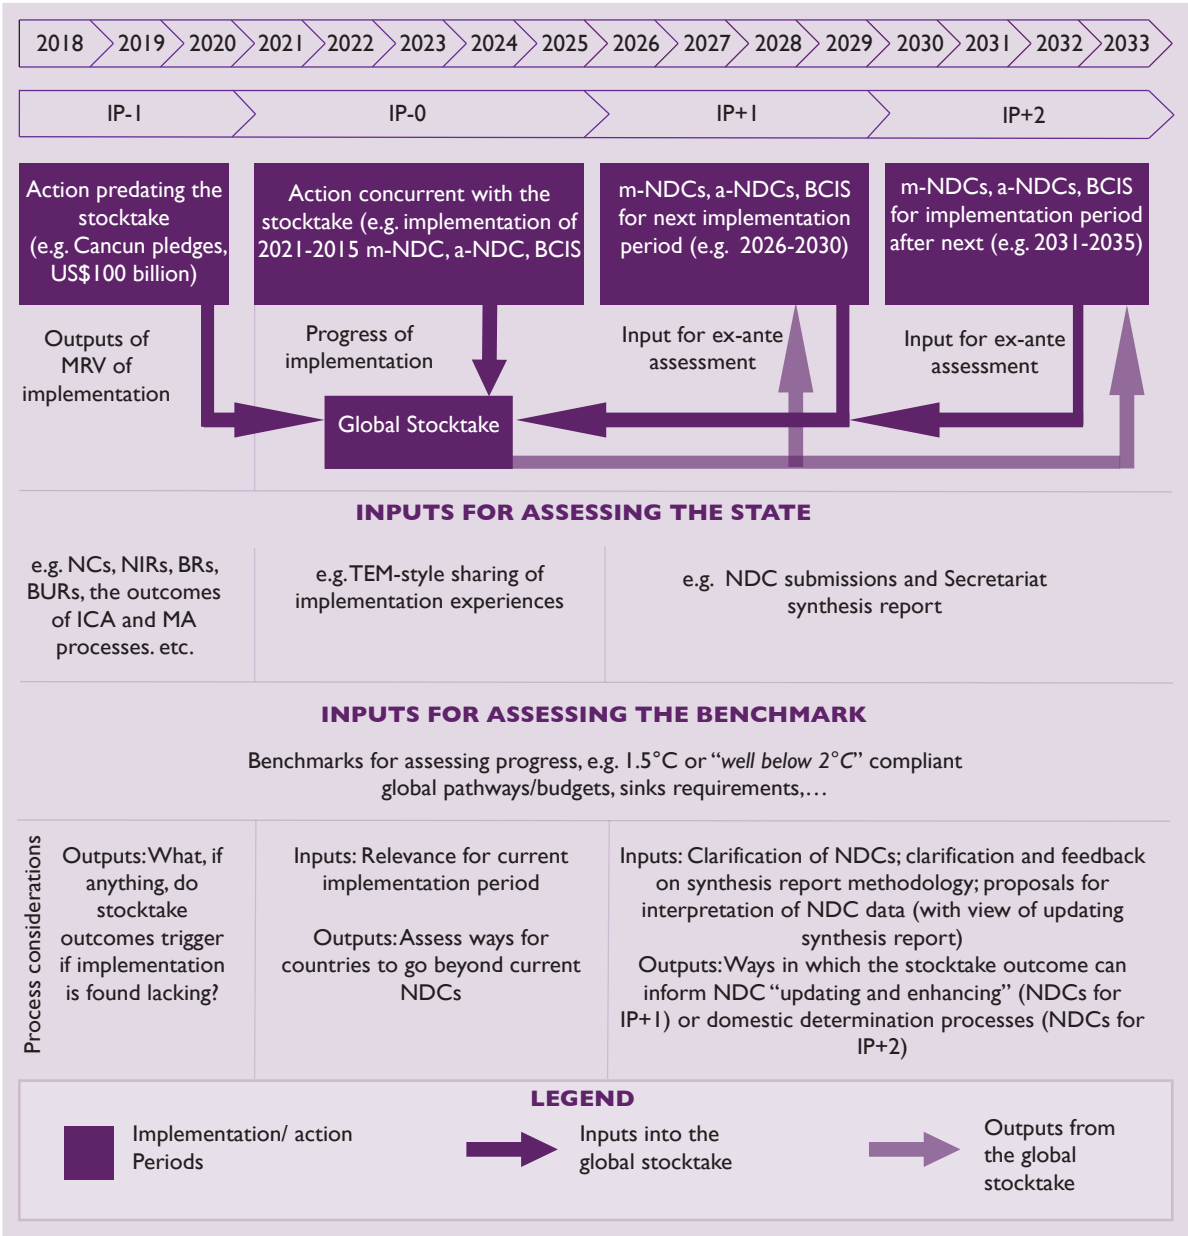 2018 2019 2020 2021 2022 2023 2024 2025 2026 2027 2028 2029 2030 2031 2032 2033
IP-1 IP-0 IP+1 IP+2
Action predating the
stocktake
(e.g. Cancun pledges,
US$100 billion)
Action concurrent with the
stocktake (e.g. implementation of
2021-2015 m-NDC, a-NDC, BCIS
m-NDCs, a-NDCs, BCIS
for next implementation
period (e.g. 2026-2030)
m-NDCs, a-NDCs, BCIS
for implementation period
after next (e.g. 2031-2035)
Outputs of
MRV of
implementation
Progress of
implementation
Input for ex-ante
assessment
Input for ex-ante
assessment
Global Stocktake
INPUTS FOR ASSESSING THE STATE
e.g. NCs, NIRs, BRs,
BURs, the outcomes
of ICA and MA
processes. etc.
e.g. TEM-style sharing of
implementation experiences
e.g. NDC submissions and Secretariat
synthesis report
INPUTS FOR ASSESSING THE BENCHMARK
Benchmarks for assessing progress, e.g. 1.5°C or “well below 2°C” compliant
global pathways/budgets, sinks requirements,…
Process considerations
Outputs: What, if
anything, do
stocktake
outcomes trigger
if implementation
is found lacking?
Inputs: Relevance for current
implementation period
Outputs: Assess ways for
countries to go beyond current
NDCs
Inputs: Clarification of NDCs; clarification and feedback
on synthesis report methodology; proposals for
interpretation of NDC data (with view of updating
synthesis report)
Outputs: Ways in which the stocktake outcome can
inform NDC “updating and enhancing” (NDCs for
IP+1) or domestic determination processes (NDCs for
IP+2)
LEGEND
Implementation/ action
Periods
Inputs into the
global stocktake
Outputs from
the global
stocktake